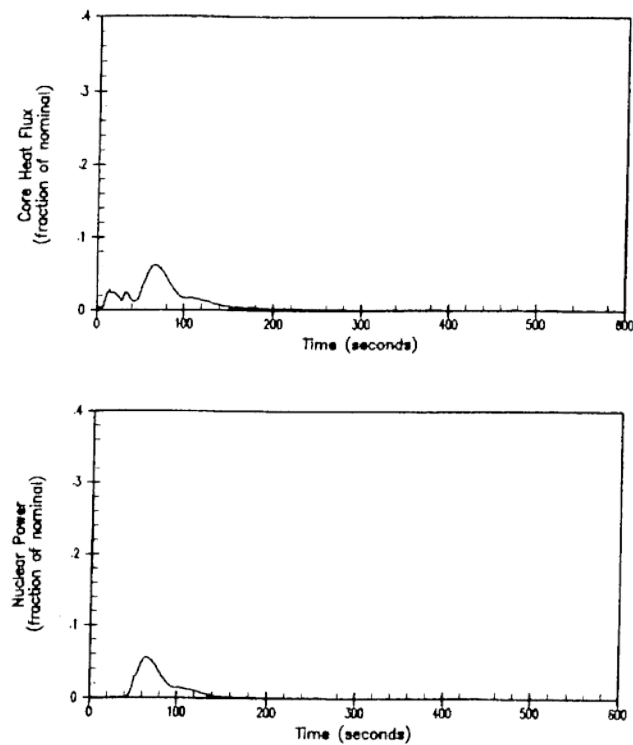 Core Heat Flux
(fraction of nominal)
.4
.3
.2
.1
0
0 100 200 300 400 500 600
Time (seconds)
Nuclear Power
(fraction of nominal)
.4
.3
.2
.1
0
0 100 200 300 400 500 600
Time (seconds)